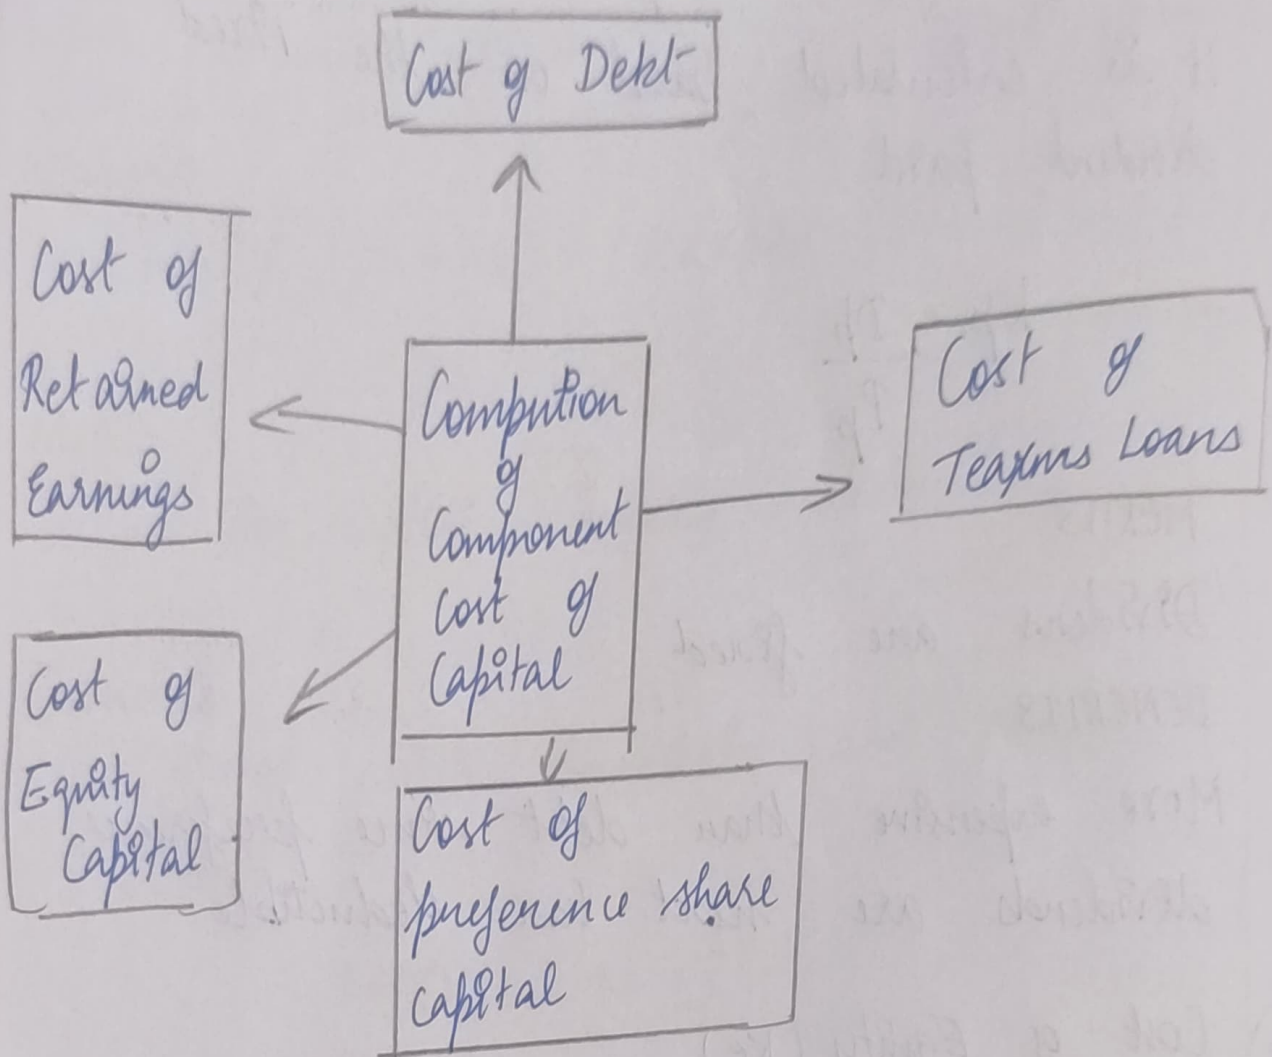 Cost of Debt
Cost of
Retained
Earnings
Compution
of
Component
Cost of
Capital
Cost of
Teaxms Loans
Cost of
Equity
Capital
Cost of
preference share
capital